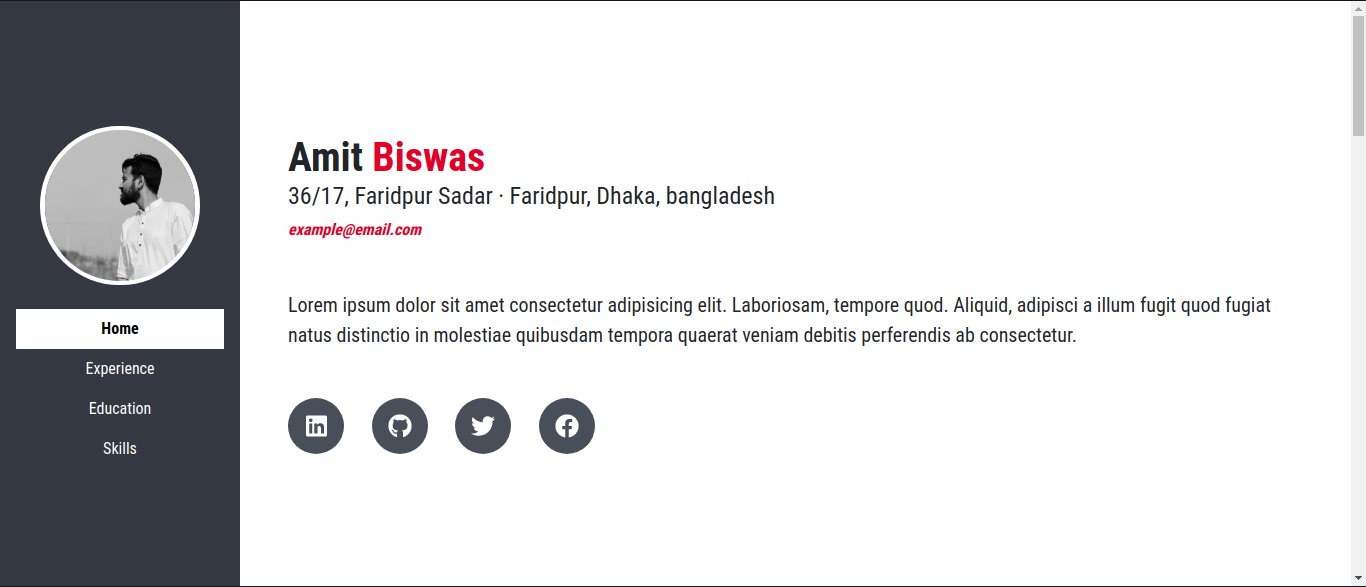 Home
Experience
Education
Skills
Amit Biswas
36/17, Faridpur Sadar · Faridpur, Dhaka, bangladesh
example@email.com
Lorem ipsum dolor sit amet consectetur adipisicing elit. Laboriosam, tempore quod. Aliquid, adipisci a illum fugit quod fugiat
natus distinctio in molestiae quibusdam tempora quaerat veniam debitis perferendis ab consectetur.
in